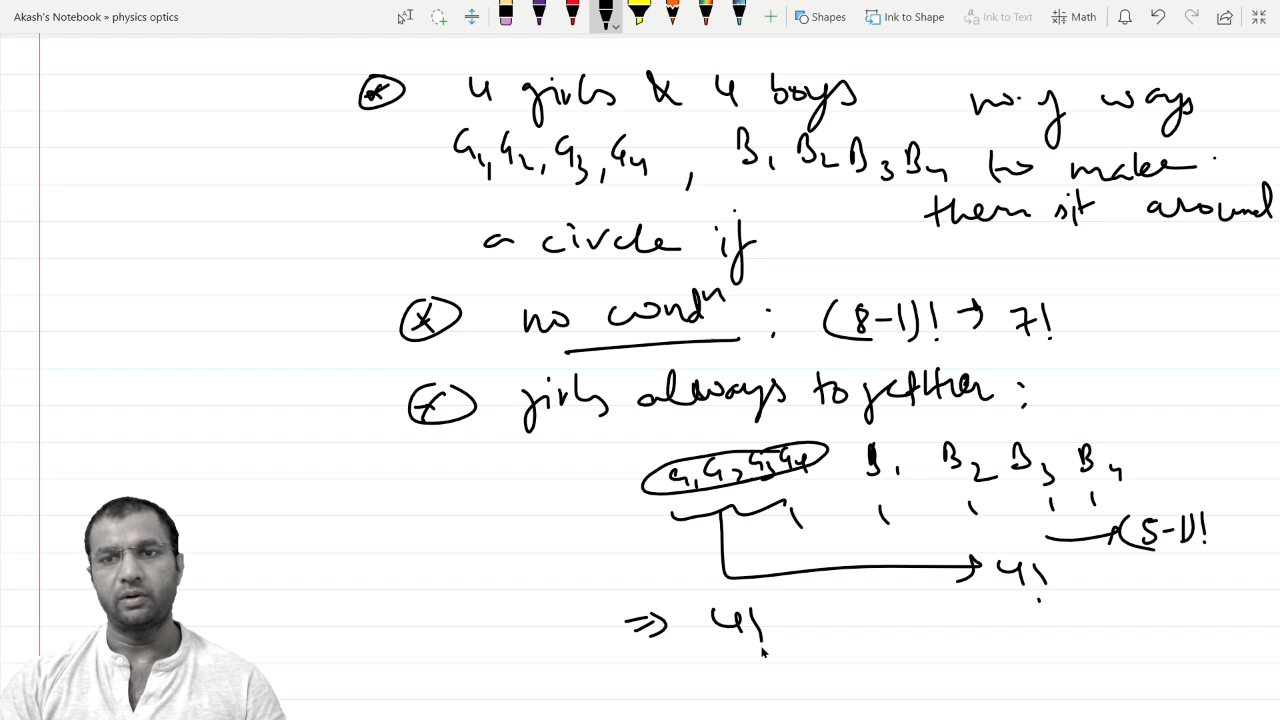 Akash's Notebook » physics optics
Shapes Ink to Shape Ink to Text Math
4 girls & 4 boys no. of ways
G1, G2, G3, G4, B1 B2 B3 B4 to make
them sit around
a circle if
no condn : (8-1)! → 7!
girls always together :
G1 G2 G3 G4 B1 B2 B3 B4
(5-1)!
4!
⇒ 4!